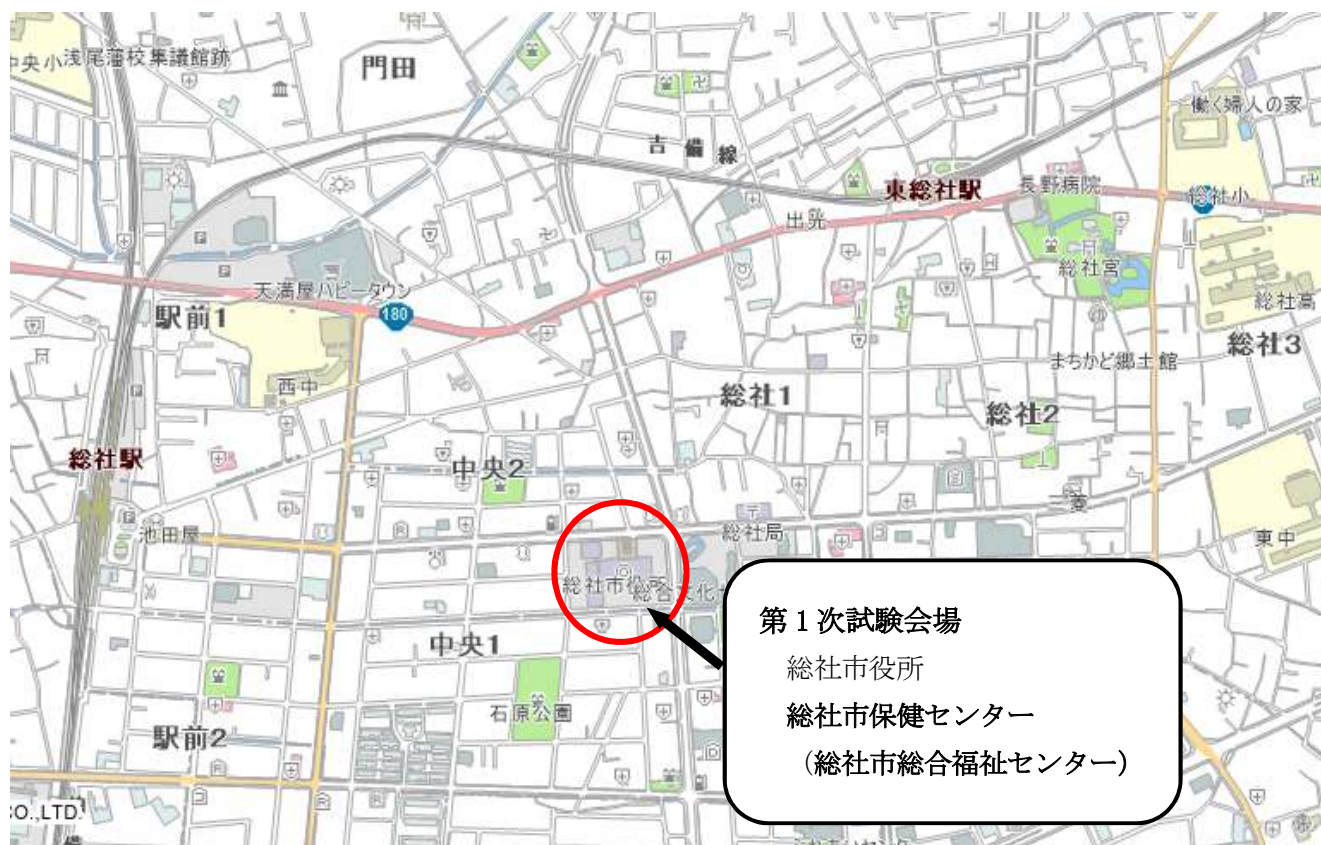 浅尾藩校集議館跡
中央小
門田
働く婦人の家
吉備線
東総社駅
長野病院
総社小
出光
総社宮
天満屋ハピータウン
180
駅前1
総社高
総社3
まちかど郷土館
西中
総社1
総社2
総社駅
中央2
三菱
池田屋
総社局
東中
総社市役所
総合文化
中央1
石原公園
駅前2
CO.,LTD.
第1次試験会場
総社市役所
総社市保健センター
(総社市総合福祉センター)